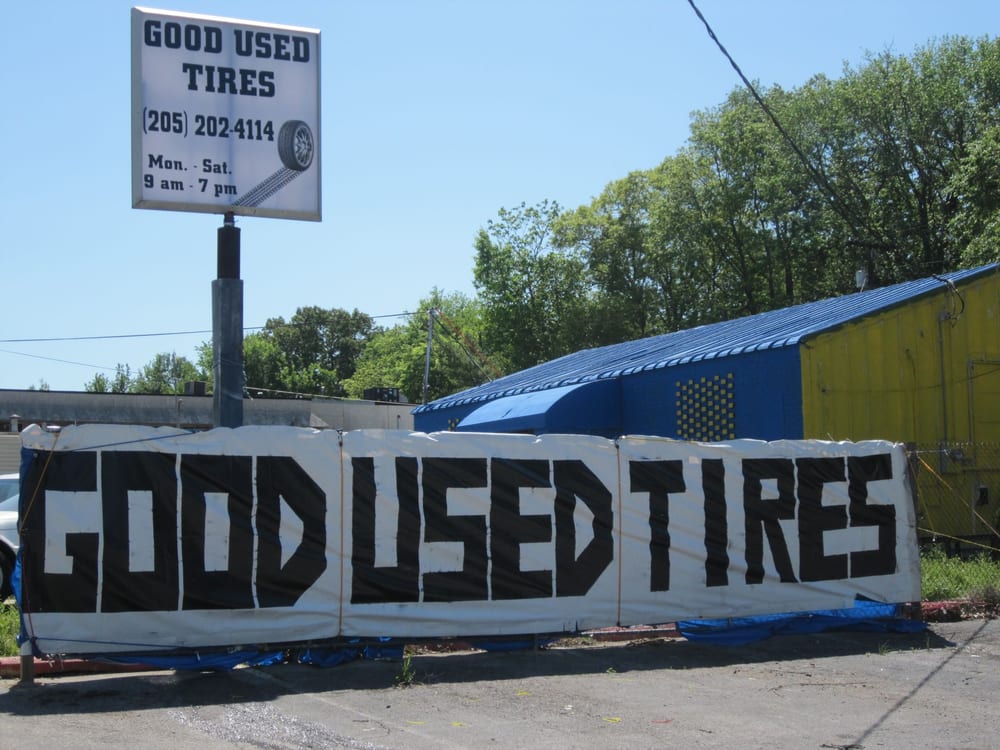 GOOD USED
TIRES
(205) 202-4114
Mon. - Sat.
9 am - 7 pm
GOOD USED TIRES